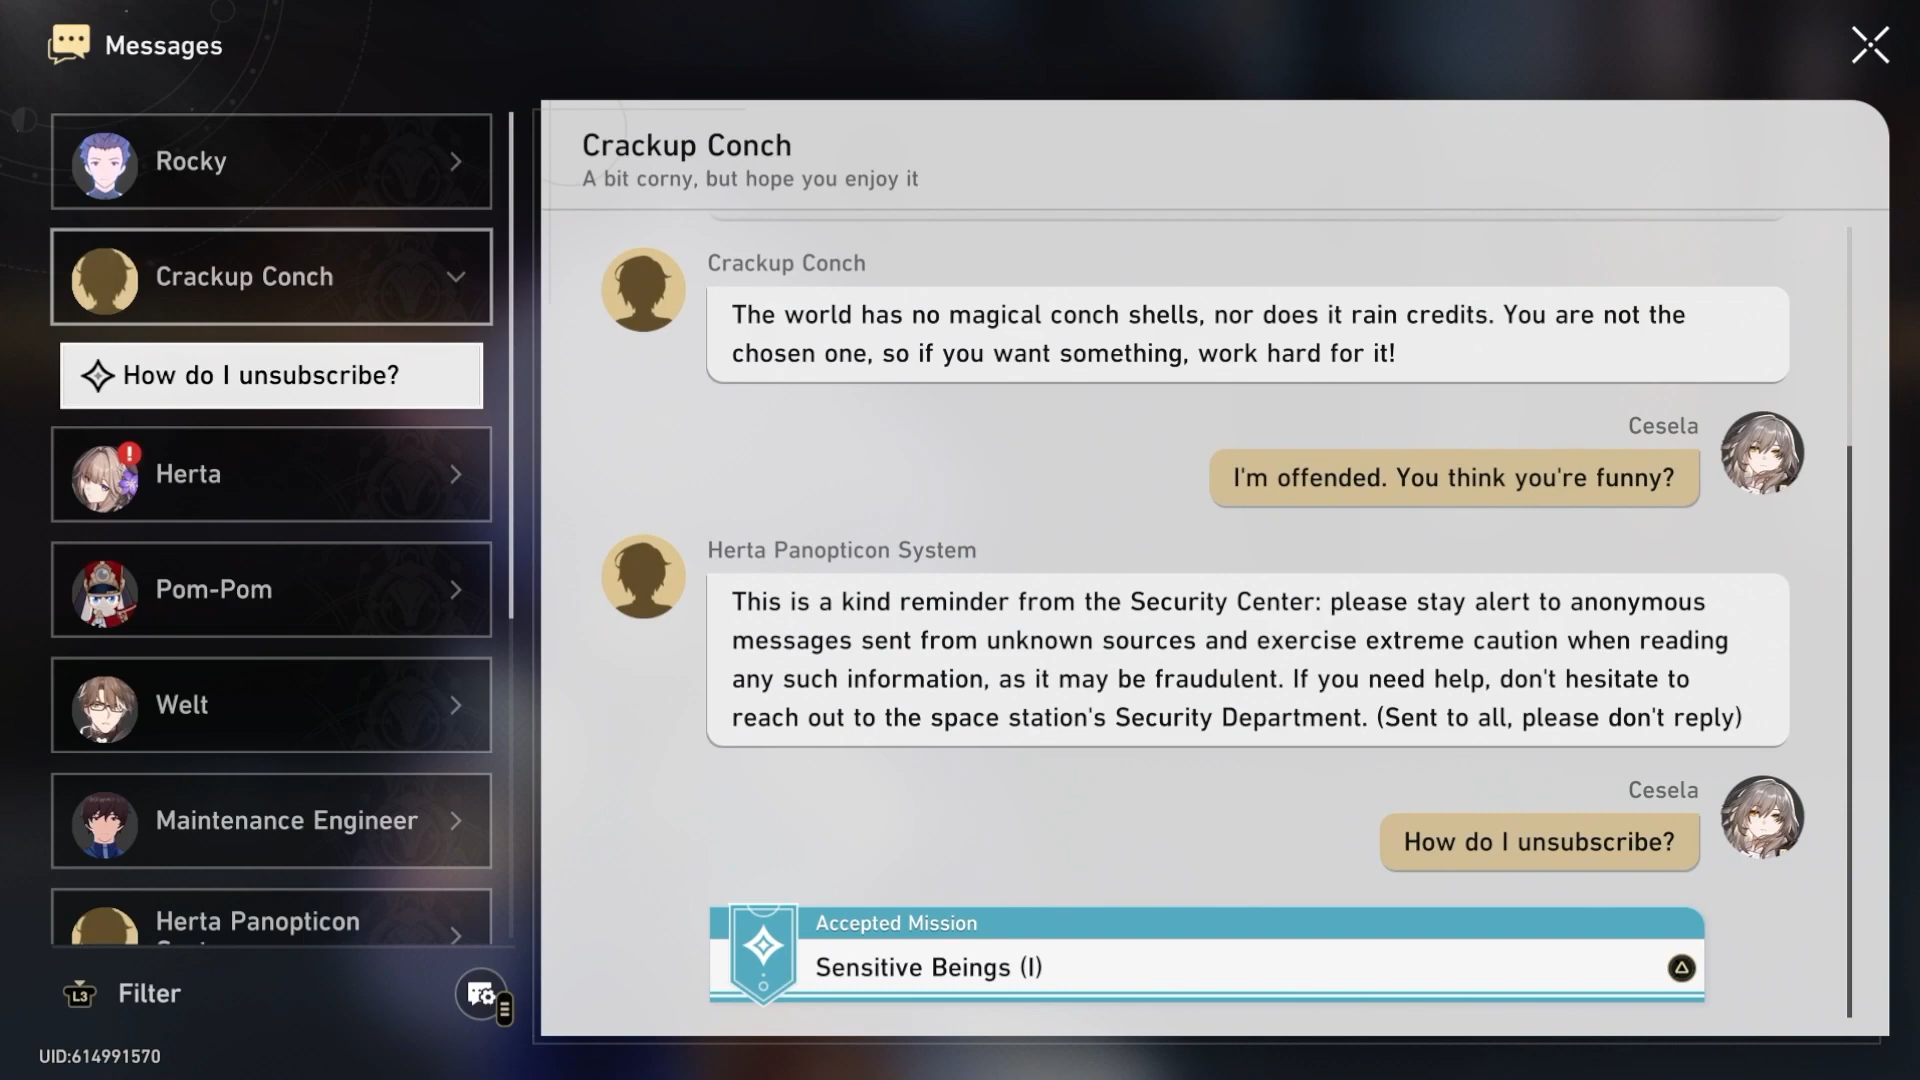 Messages
Rocky
Crackup Conch
How do I unsubscribe?
Herta
Pom-Pom
Welt
Maintenance Engineer
Herta Panopticon
L3 Filter
UID:614991570
Crackup Conch
A bit corny, but hope you enjoy it
Crackup Conch
The world has no magical conch shells, nor does it rain credits. You are not the
chosen one, so if you want something, work hard for it!
Cesela
I'm offended. You think you're funny?
Herta Panopticon System
This is a kind reminder from the Security Center: please stay alert to anonymous
messages sent from unknown sources and exercise extreme caution when reading
any such information, as it may be fraudulent. If you need help, don't hesitate to
reach out to the space station's Security Department. (Sent to all, please don't reply)
Cesela
How do I unsubscribe?
Accepted Mission
Sensitive Beings (I)